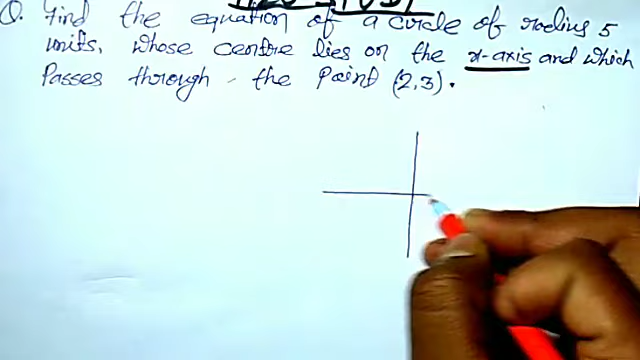 Q. Find the equation of a circle of radius 5
units, whose centre lies on the x-axis and which
Passes through the Point (2,3).